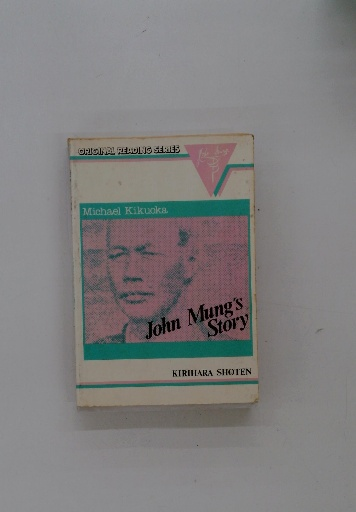 ORIGINAL READING SERIES
Michael Kikuoka
John Mung's
Story
KIRIHARA SHOTEN